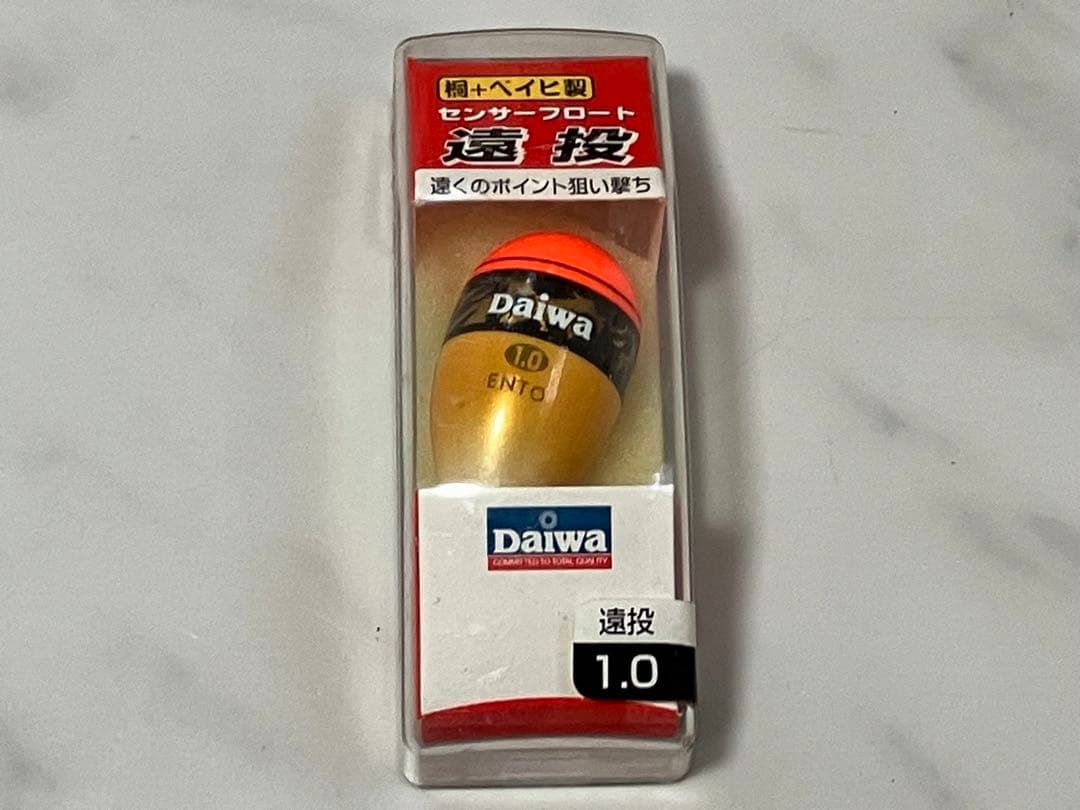 桐+ベイヒ製
センサーフロート
遠投
遠くのポイント狙い撃ち
Daiwa
1.0
ENTO
Daiwa
COMMITTED TO TOTAL QUALITY
遠投
1.0